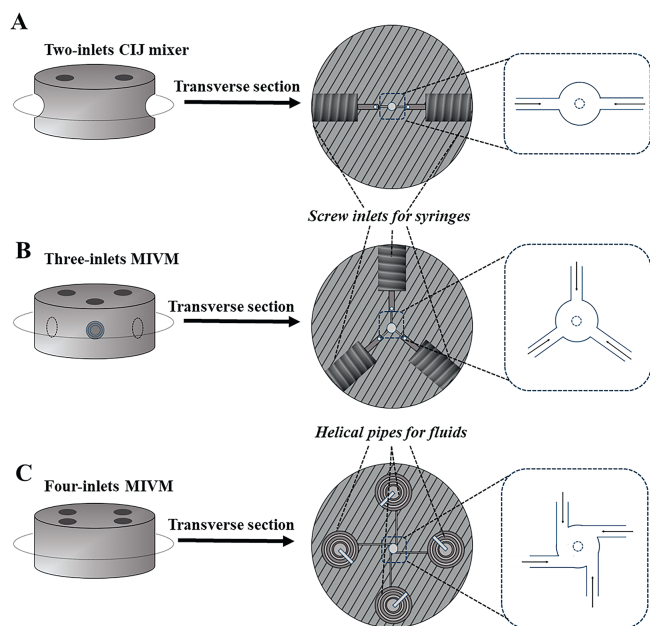 A
Two-inlets CIJ mixer
Transverse section
Screw inlets for syringes
B
Three-inlets MIVM
Transverse section
Helical pipes for fluids
C
Four-inlets MIVM
Transverse section